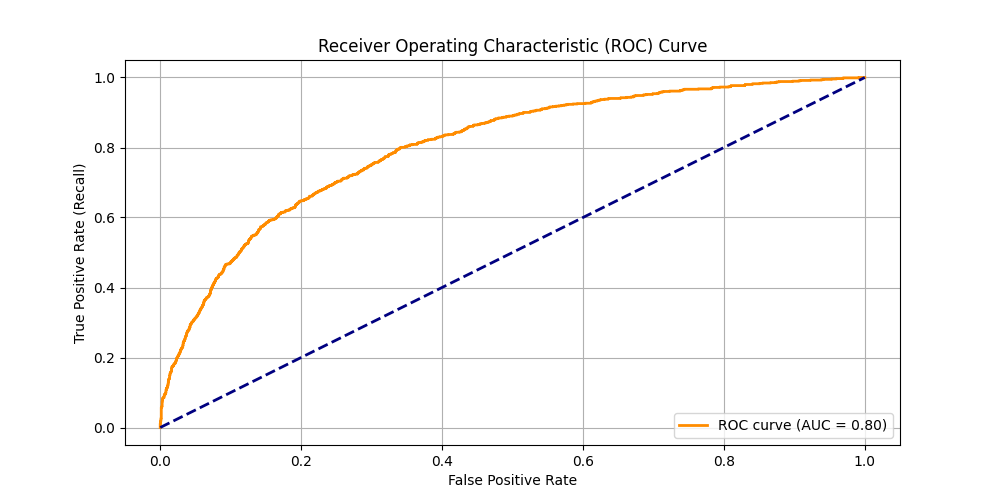 Receiver Operating Characteristic (ROC) Curve
True Positive Rate (Recall)
1.0
0.8
0.6
0.4
0.2
0.0
ROC curve (AUC = 0.80)
0.0 0.2 0.4 0.6 0.8 1.0
False Positive Rate